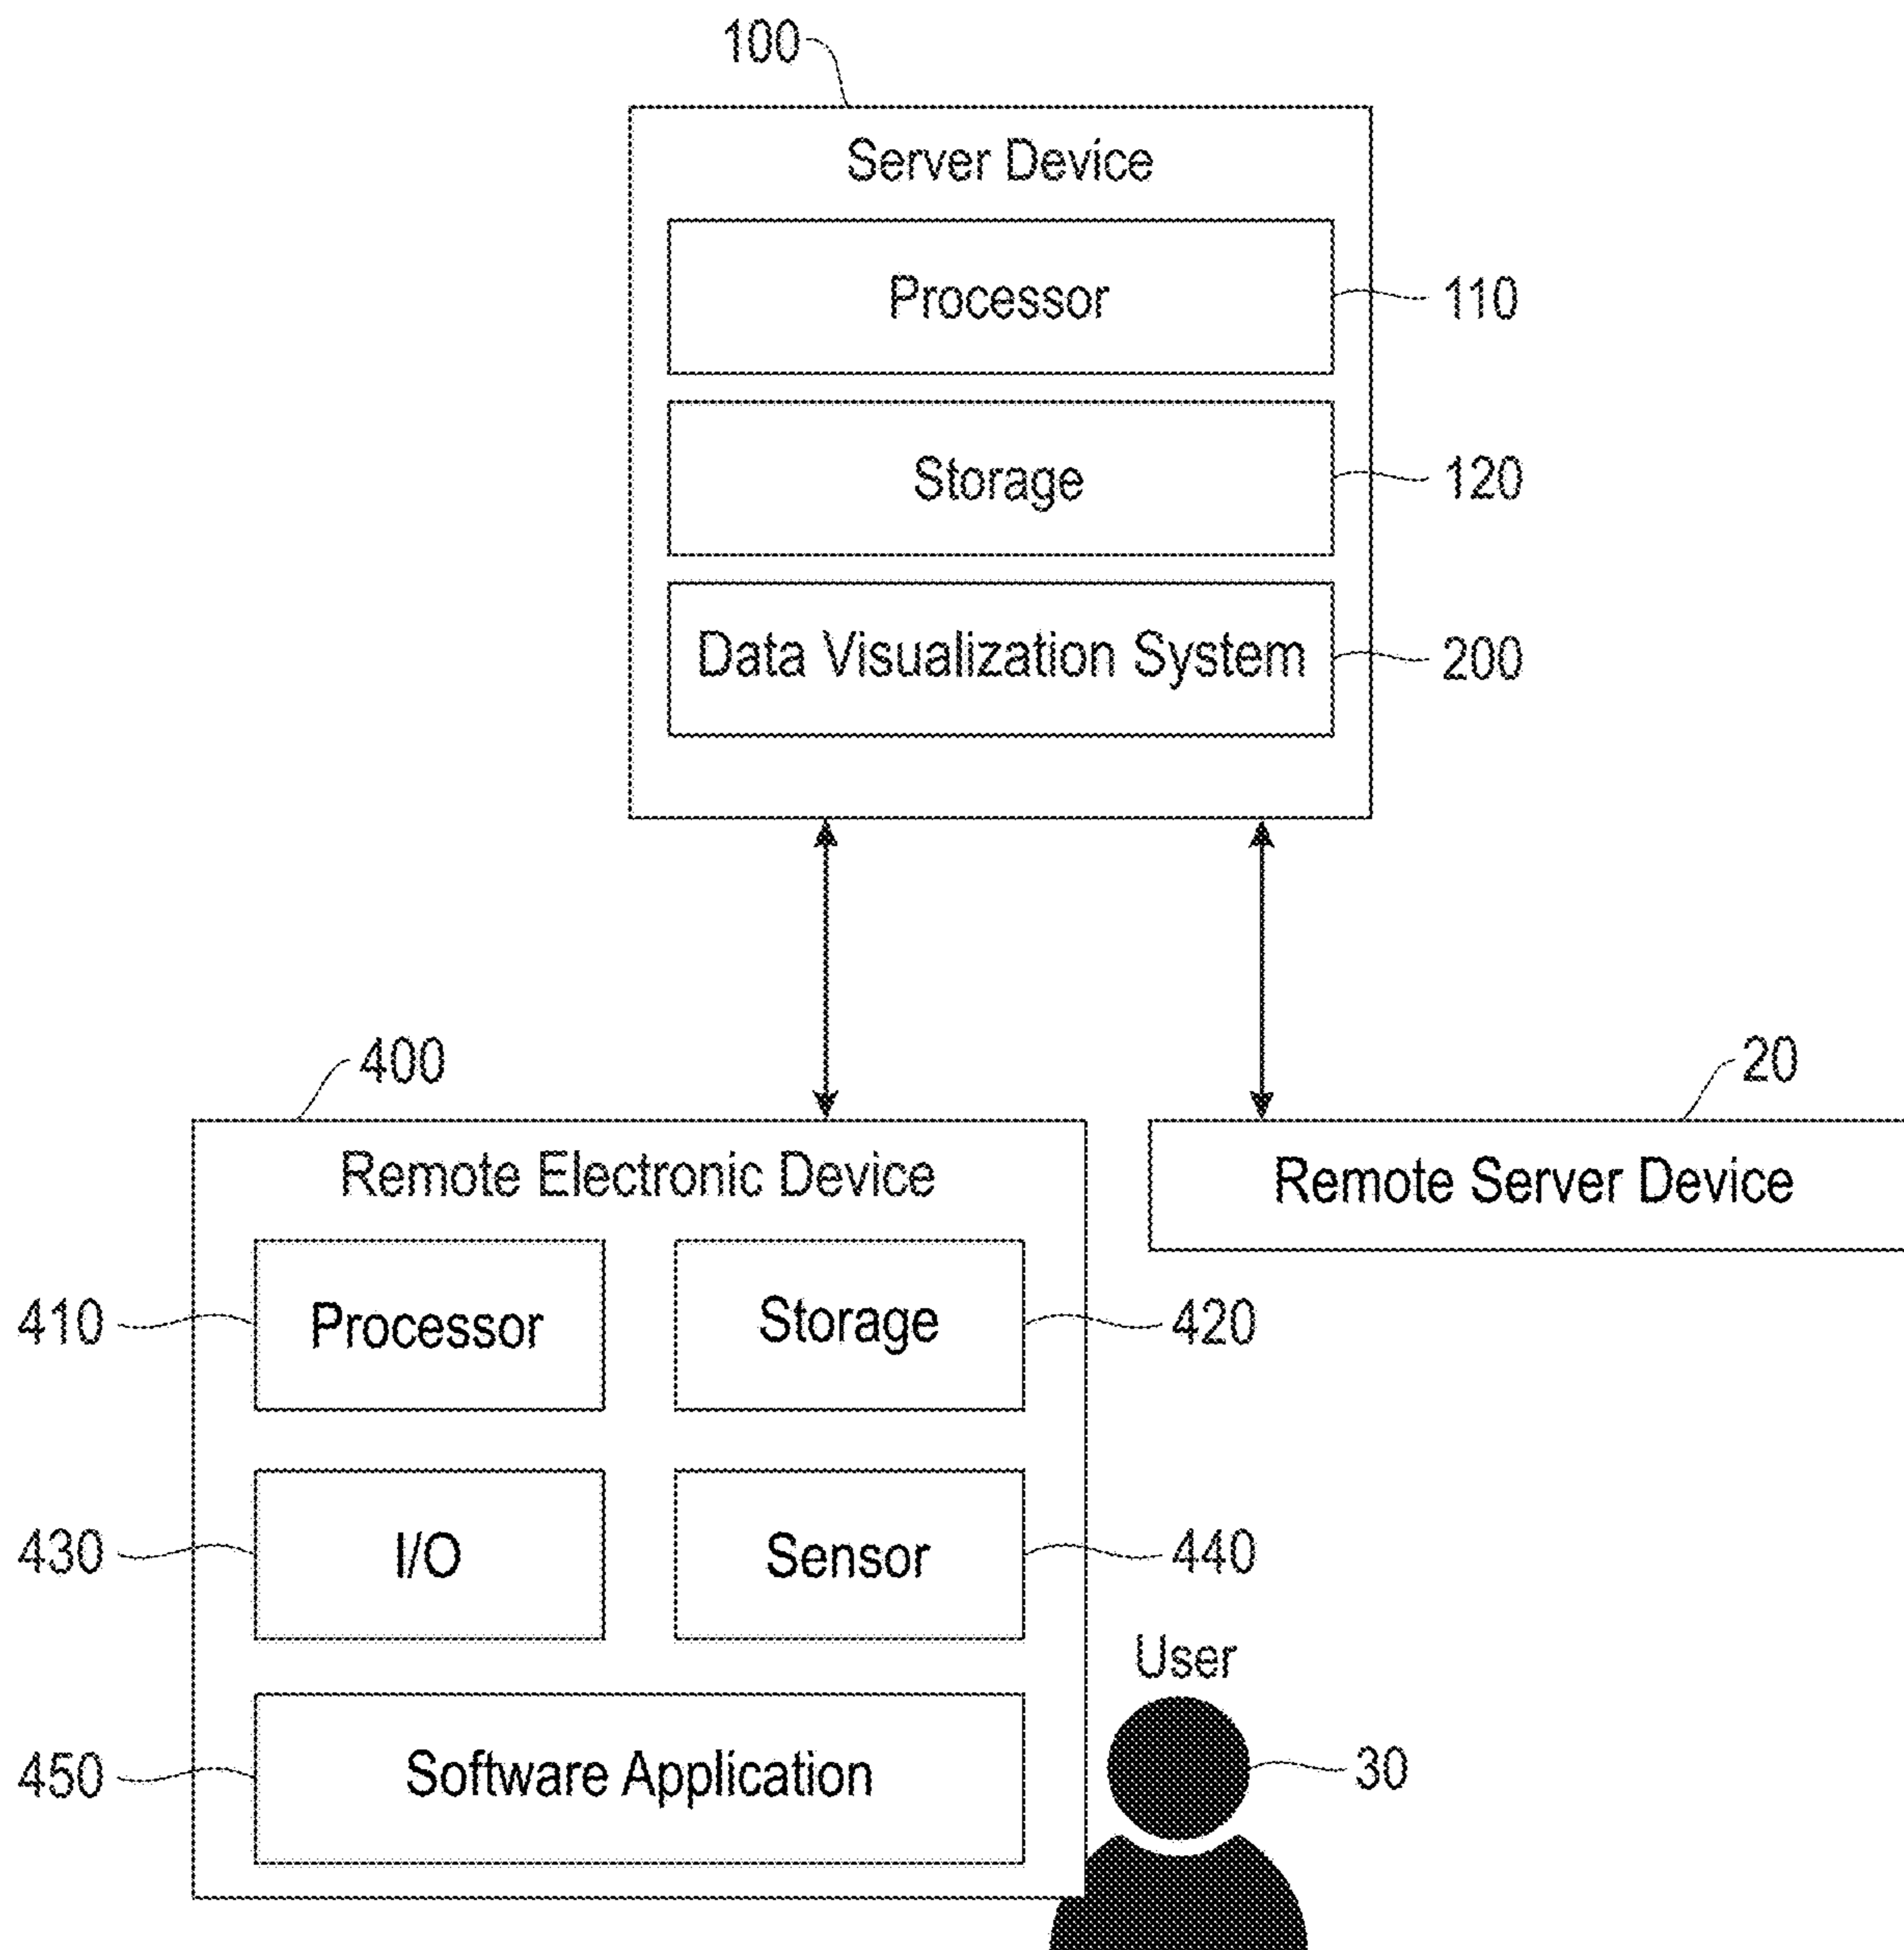 100
Server Device
Processor
110
Storage
120
Data Visualization System
200
400
20
Remote Electronic Device
Remote Server Device
410
Processor
Storage
420
430
I/O
Sensor
440
User
450
Software Application
30